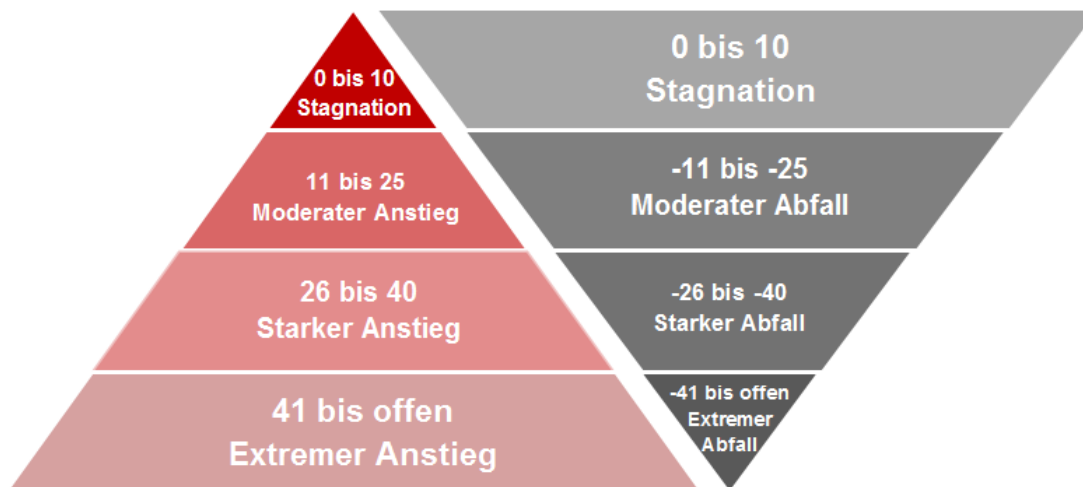 0 bis 10
Stagnation
11 bis 25
Moderater Anstieg
26 bis 40
Starker Anstieg
41 bis offen
Extremer Anstieg
0 bis 10
Stagnation
-11 bis -25
Moderater Abfall
-26 bis -40
Starker Abfall
-41 bis offen
Extremer
Abfall